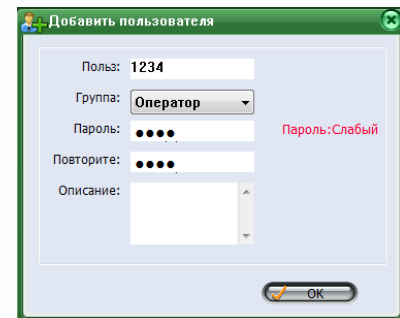 Добавить пользователя
Польз: 1234
Группа: Оператор
Пароль: ●●●● Пароль:Слабый
Повторите: ●●●●
Описание:
OK